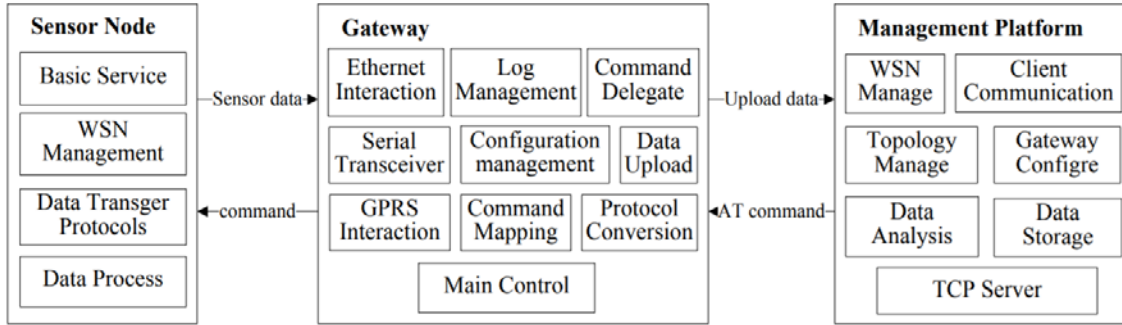 Sensor Node
Basic Service
WSN
Management
Data Transger
Protocols
Data Process
Sensor data
command
Gateway
Ethernet
Interaction
Log
Management
Command
Delegate
Serial
Transceiver
Configuration
management
Data
Upload
GPRS
Interaction
Command
Mapping
Protocol
Conversion
Main Control
Upload data
AT command
Management Platform
WSN
Manage
Client
Communication
Topology
Manage
Gateway
Configre
Data
Analysis
Data
Storage
TCP Server